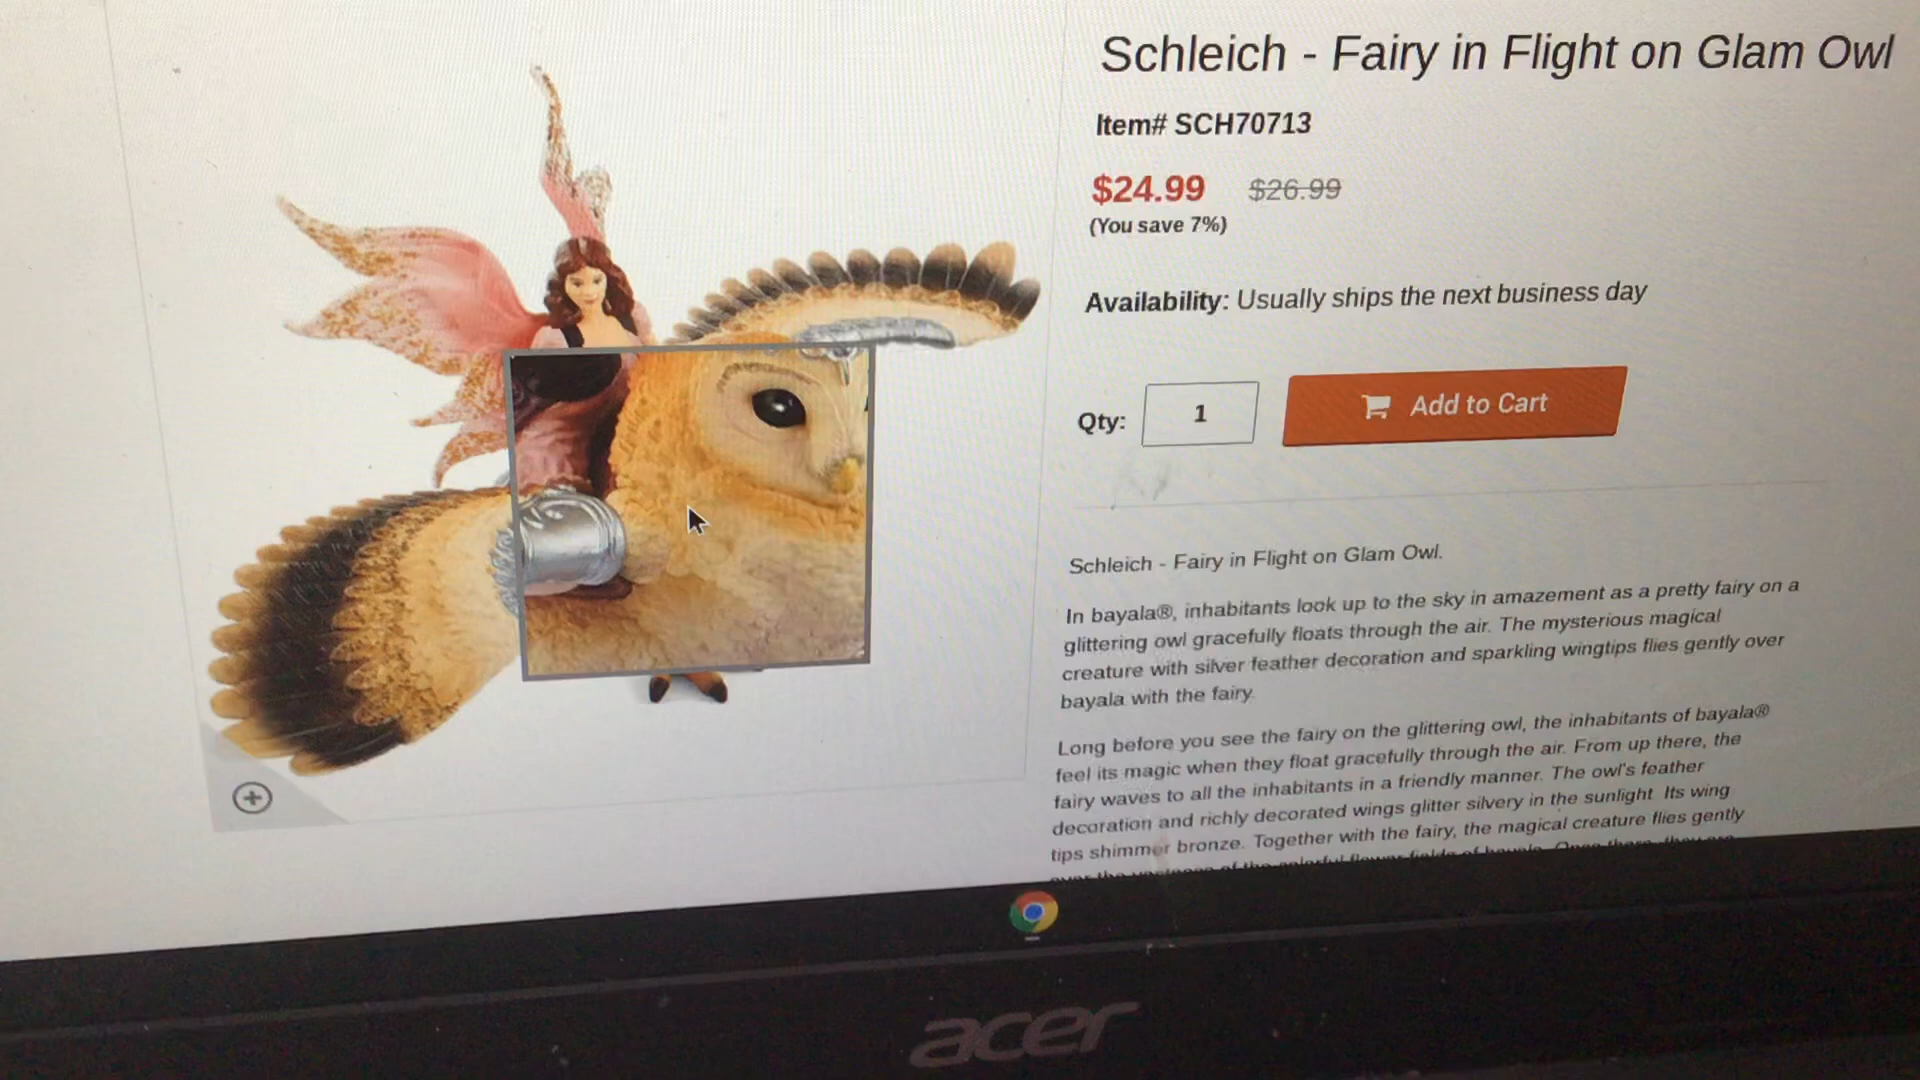 Schleich - Fairy in Flight on Glam Owl
Item# SCH70713
$24.99 $26.99
(You save 7%)
Availability: Usually ships the next business day
Qty: 1 Add to Cart
Schleich - Fairy in Flight on Glam Owl.
In bayala®, inhabitants look up to the sky in amazement as a pretty fairy on a
glittering owl gracefully floats through the air. The mysterious magical
creature with silver feather decoration and sparkling wingtips flies gently over
bayala with the fairy.
Long before you see the fairy on the glittering owl, the inhabitants of bayala®
feel its magic when they float gracefully through the air. From up there, the
fairy waves to all the inhabitants in a friendly manner. The owl's feather
decoration and richly decorated wings glitter silvery in the sunlight. Its wing
tips shimmer bronze. Together with the fairy, the magical creature flies gently
acer